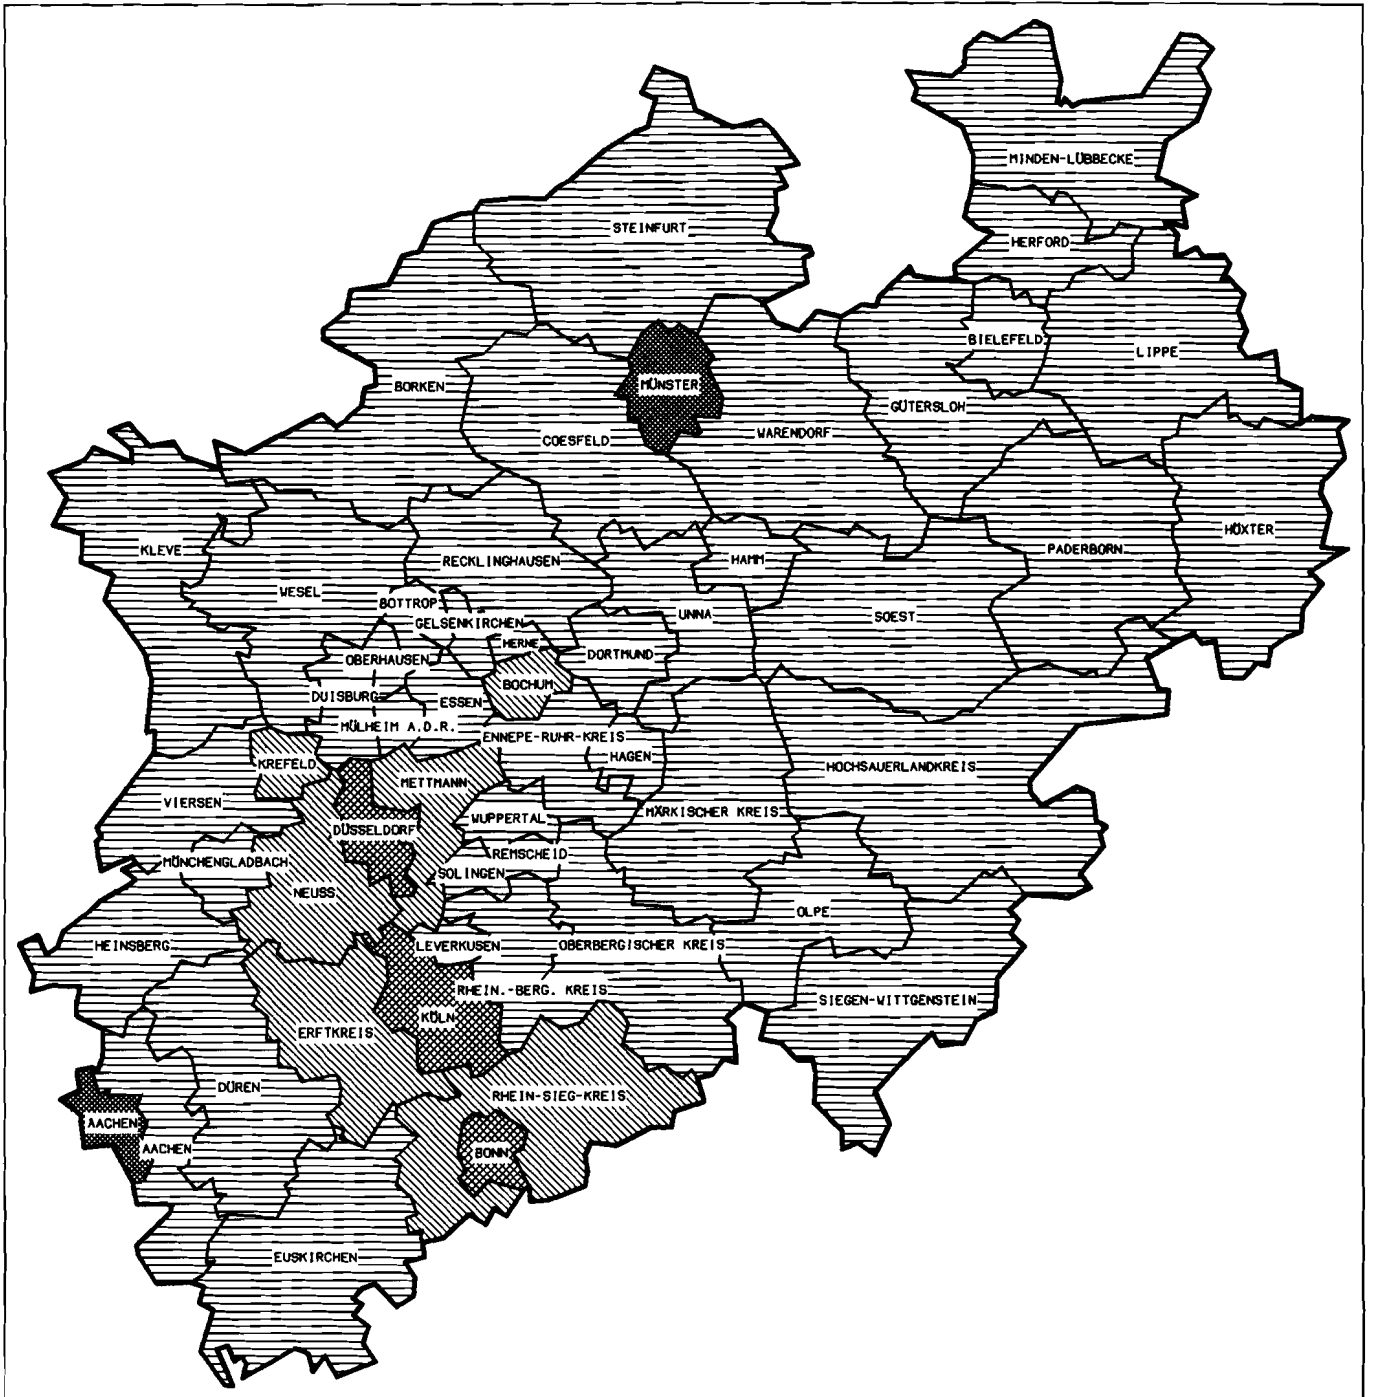 MINDEN-LÜBBECKE
STEINFURT
HERFORD
BIELEFELD
LIPPE
MÜNSTER
BORKEN
GÜTERSLOH
WARENDORF
COESFELD
HÖXTER
KLEVE
PADERBORN
RECKLINGHAUSEN
HAMM
WESEL
BOTTROP
UNNA
SOEST
GELSENKIRCHEN
HERNE
DORTMUND
OBERHAUSEN
BOCHUM
DUISBURG
ESSEN
MÜLHEIM A.D.R.
ENNEPE-RUHR-KREIS
HAGEN
KREFELD
HOCHSAUERLANDKREIS
METTMANN
VIERSEN
MÄRKISCHER KREIS
WUPPERTAL
DÜSSELDORF
REMSCHEID
MÖNCHENGLADBACH
SOLINGEN
NEUSS
OLPE
HEINSBERG
LEVERKUSEN
OBERBERGISCHER KREIS
RHEIN.-BERG. KREIS
SIEGEN-WITTGENSTEIN
KÖLN
ERFTKREIS
DÜREN
RHEIN-SIEG-KREIS
AACHEN
AACHEN
BONN
EUSKIRCHEN